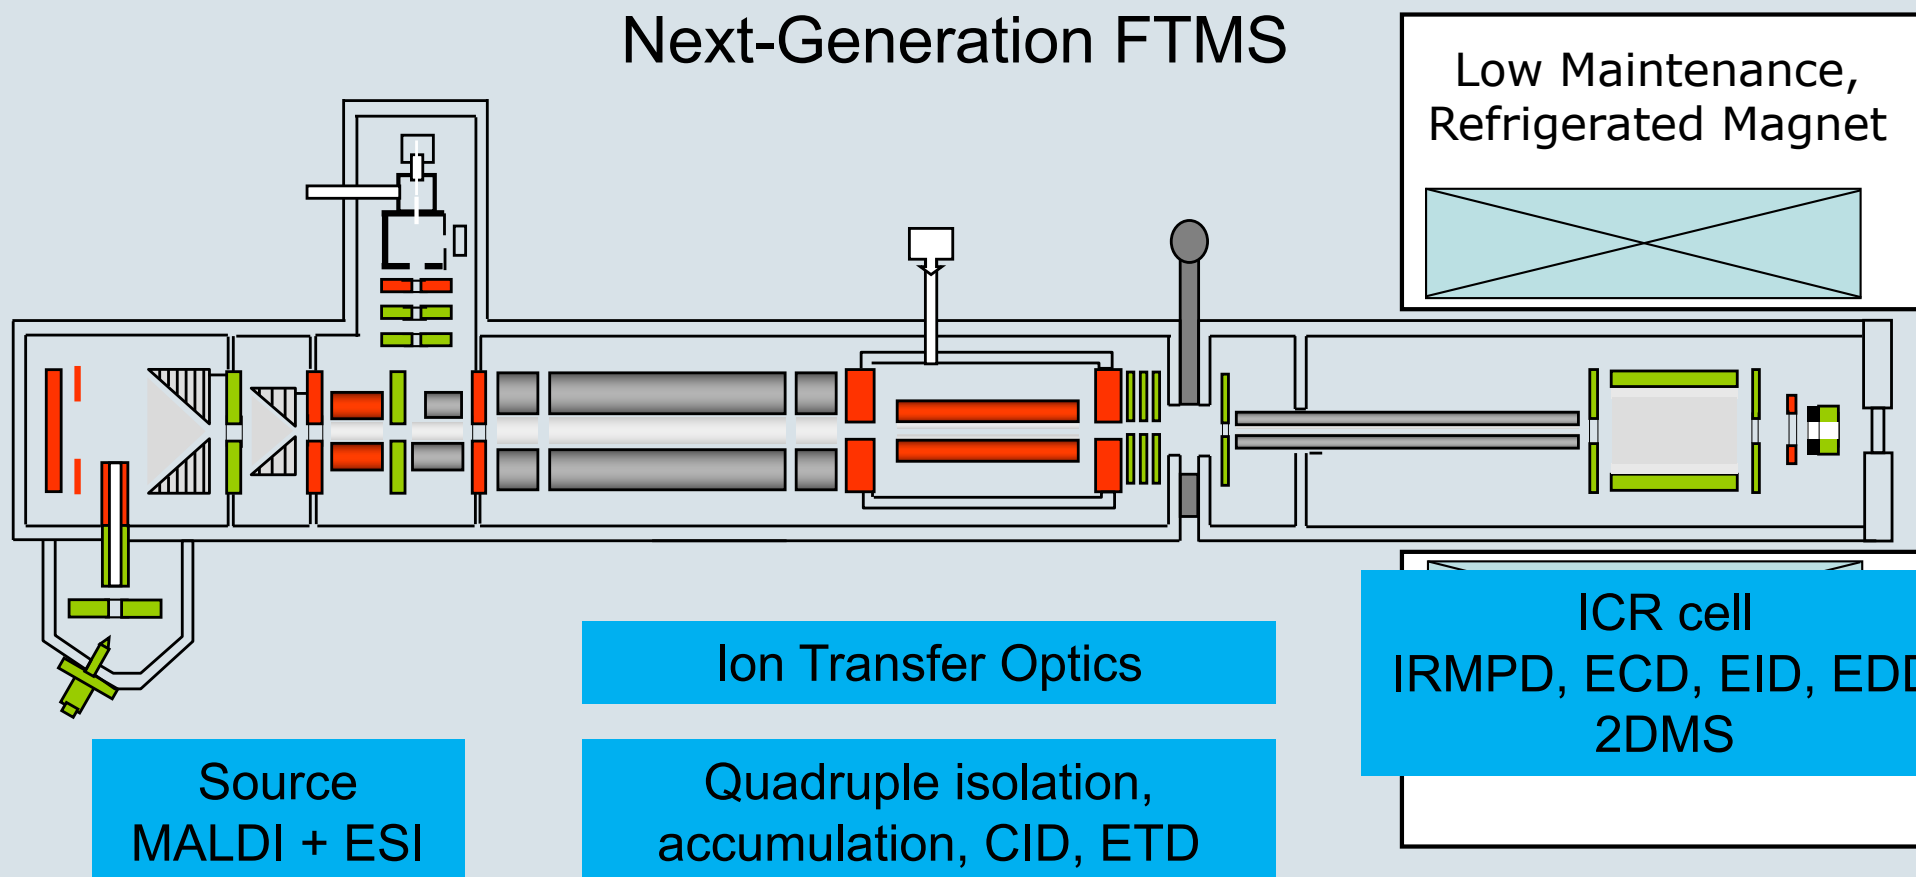 Next-Generation FTMS
Low Maintenance,
Refrigerated Magnet
Ion Transfer Optics
ICR cell
IRMPD, ECD, EID, EDD
2DMS
Source
MALDI + ESI
Quadruple isolation,
accumulation, CID, ETD